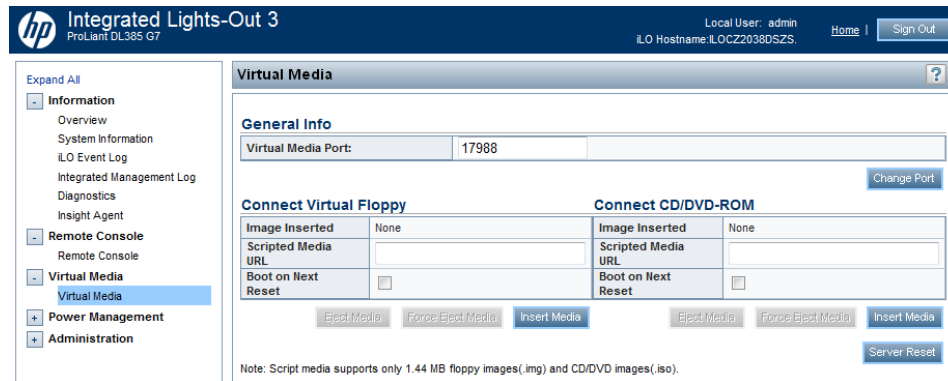 hp
Integrated Lights-Out 3
ProLiant DL385 G7
Local User: admin
iLO Hostname:ILOCZ2038DSZS.
Home |
Sign Out
Expand All
- Information
Overview
System Information
iLO Event Log
Integrated Management Log
Diagnostics
Insight Agent
- Remote Console
Remote Console
- Virtual Media
Virtual Media
+ Power Management
+ Administration
Virtual Media
?
General Info
Virtual Media Port: 17988
Change Port
Connect Virtual Floppy
Image Inserted None
Scripted Media
URL
Boot on Next
Reset
Eject Media Force Eject Media Insert Media
Connect CD/DVD-ROM
Image Inserted None
Scripted Media
URL
Boot on Next
Reset
Eject Media Force Eject Media Insert Media
Server Reset
Note: Script media supports only 1.44 MB floppy images(.img) and CD/DVD images(.iso).